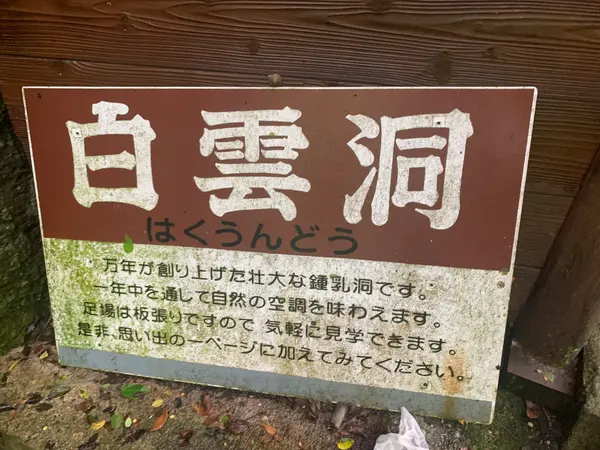 白雲洞
はくうんどう
万年が創り上げた壮大な鍾乳洞です。
一年中を通して自然の空調を味わえます。
足場は板張りですので 気軽に見学できます。
是非、思い出の一ページに加えてみてください。